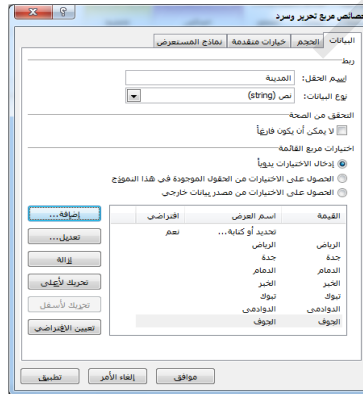 خصائص مربع تحرير وسرد
البيانات الحجم خيارات متقدمة نماذج المستعرض
ربط
اسم الحقل: المدينة
نوع البيانات: نص (string)
التحقق من الصحة
لا يمكن أن يكون فارغاً
اختيارات مربع القائمة
إدخال الاختيارات يدوياً
الحصول على الاختيارات من الحقول الموجودة في هذا النموذج
الحصول على الاختيارات من مصدر بيانات خارجي
القيمة اسم العرض افتراضي
تحديد أو كتابة... نعم
الرياض الرياض
جدة جدة
الدمام الدمام
الخبر الخبر
تبوك تبوك
الدوادمي الدوادمي
الجوف الجوف
إضافة...
تعديل...
إزالة
تحريك لأعلى
تحريك لأسفل
تعيين الافتراضي
موافق إلغاء الأمر تطبيق